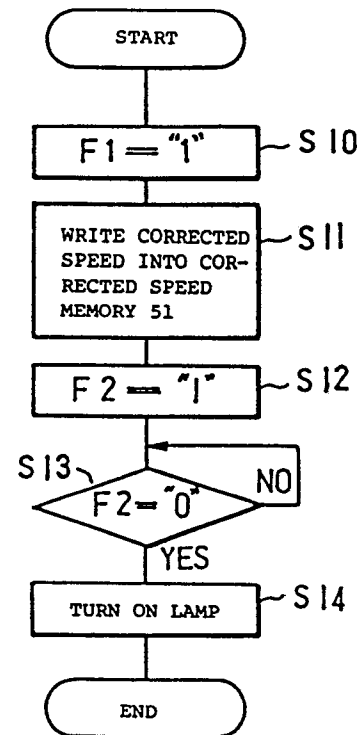 START
F1="1"
S10
WRITE CORRECTED
SPEED INTO COR-
RECTED SPEED
MEMORY 51
S11
F2="1"
S12
S13
F2="0"
NO
YES
TURN ON LAMP
S14
END